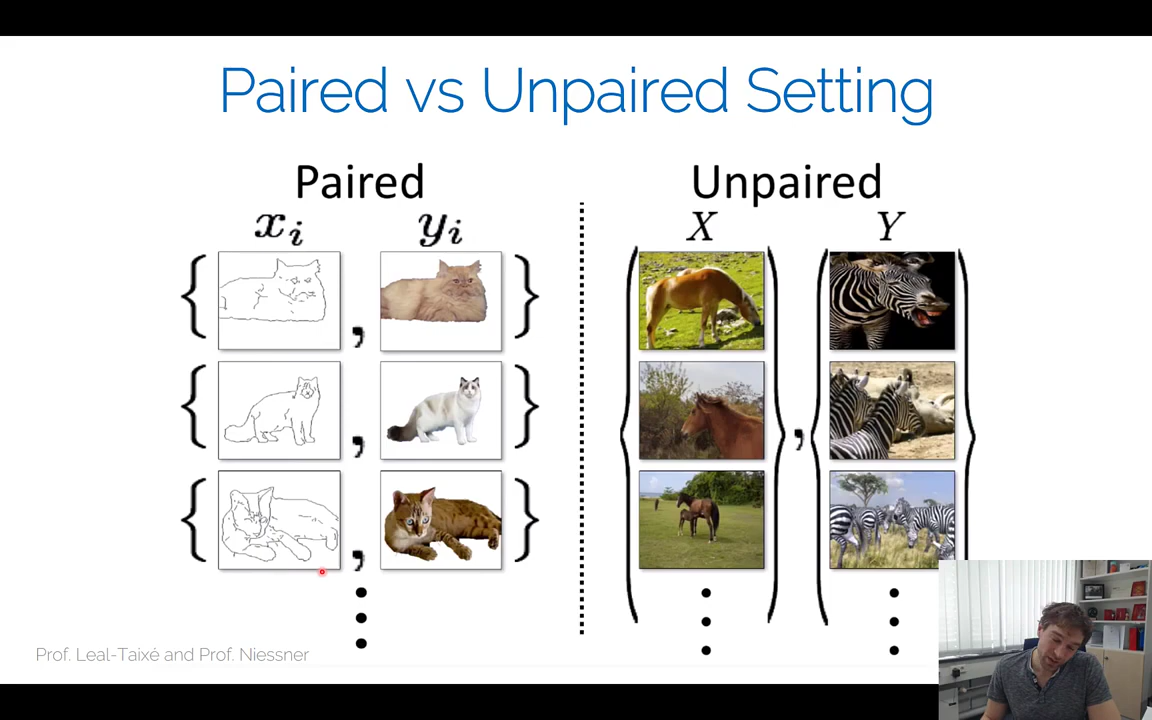 Paired vs Unpaired Setting
Paired
Unpaired
x_i
y_i
X
Y
{ , }
{ , }
{ , }
Prof. Leal-Taixé and Prof. Niessner